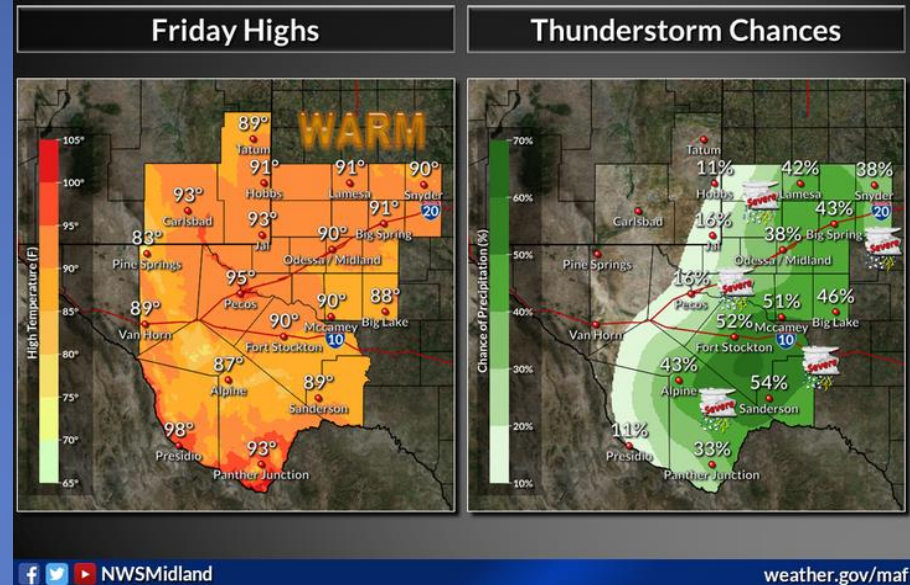 Friday Highs
WARM
High Temperature (F)
105°
100°
95°
90°
85°
80°
75°
70°
65°
89°
Tatum
91°
Hobbs
91°
Lamesa
90°
Snyder
93°
Carlsbad
93°
Jal
91°
Big Spring
20
83°
Pine Springs
90°
Odessa / Midland
95°
Pecos
89°
Van Horn
90°
Fort Stockton
90°
Mccamey
10
88°
Big Lake
87°
Alpine
89°
Sanderson
98°
Presidio
93°
Panther Junction
Thunderstorm Chances
Chance of Precipitation (%)
70%
60%
50%
40%
30%
20%
10%
Tatum
11%
Hobbs
Severe
42%
Lamesa
38%
Snyder
Carlsbad
16%
Jal
43%
Big Spring
20
Severe
Pine Springs
38%
Odessa / Midland
16%
Pecos
Severe
Van Horn
52%
Fort Stockton
51%
Mccamey
10
46%
Big Lake
Severe
43%
Alpine
Severe
54%
Sanderson
11%
Presidio
33%
Panther Junction
NWSMidland
weather.gov/maf